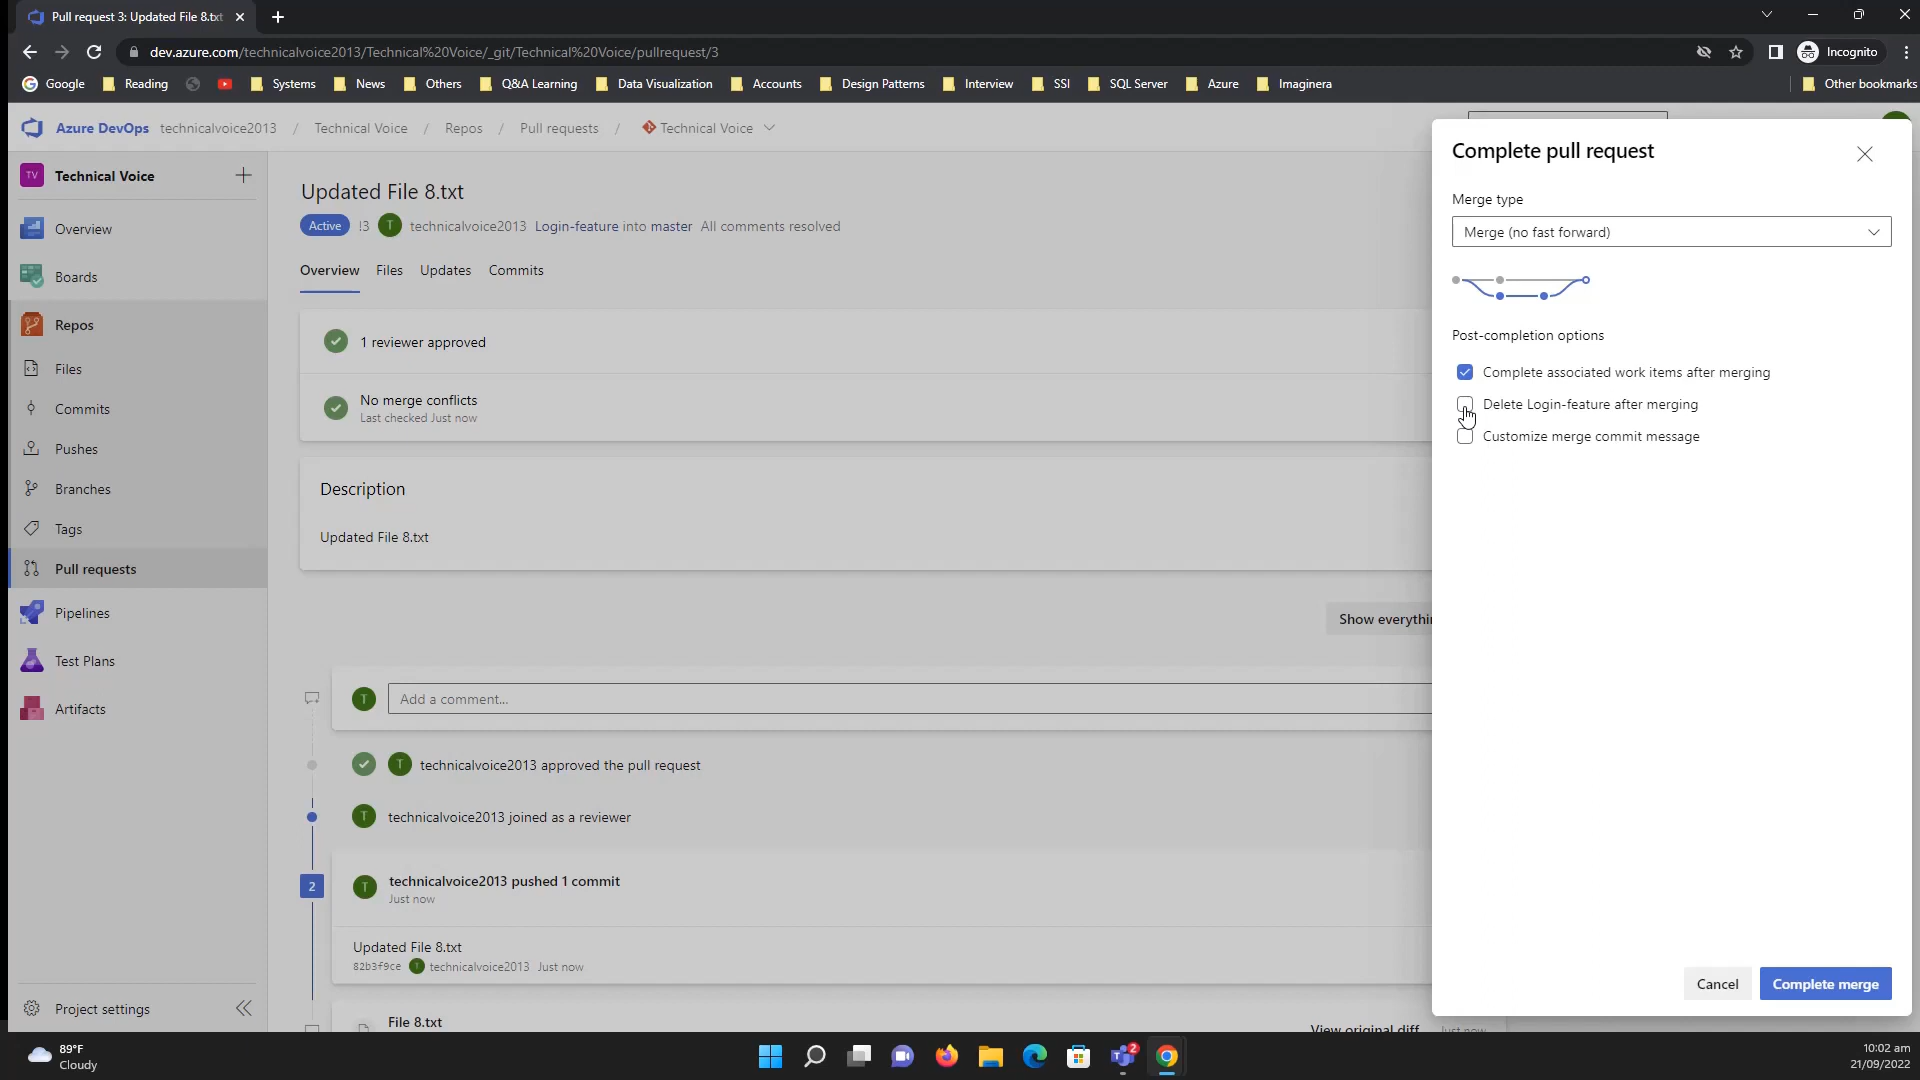 Pull request 3: Updated File 8.txt
dev.azure.com/technicalvoice2013/Technical%20Voice/_git/Technical%20Voice/pullrequest/3
Incognito
Google Reading Systems News Others Q&A Learning Data Visualization Accounts Design Patterns Interview SSI SQL Server Azure Imaginera Other bookmarks
Azure DevOps technicalvoice2013 / Technical Voice / Repos / Pull requests / Technical Voice
TV Technical Voice
Overview
Boards
Repos
Files
Commits
Pushes
Branches
Tags
Pull requests
Pipelines
Test Plans
Artifacts
Project settings
Updated File 8.txt
Active !3 T technicalvoice2013 Login-feature into master All comments resolved
Overview Files Updates Commits
1 reviewer approved
No merge conflicts
Last checked Just now
Description
Updated File 8.txt
Show everythin
T Add a comment...
T technicalvoice2013 approved the pull request
T technicalvoice2013 joined as a reviewer
2 T technicalvoice2013 pushed 1 commit
Just now
Updated File 8.txt
82b3f9ce T technicalvoice2013 Just now
File 8.txt
View original diff Just now
Complete pull request
Merge type
Merge (no fast forward)
Post-completion options
Complete associated work items after merging
Delete Login-feature after merging
Customize merge commit message
Cancel Complete merge
89°F
Cloudy
2
10:02 am
21/09/2022